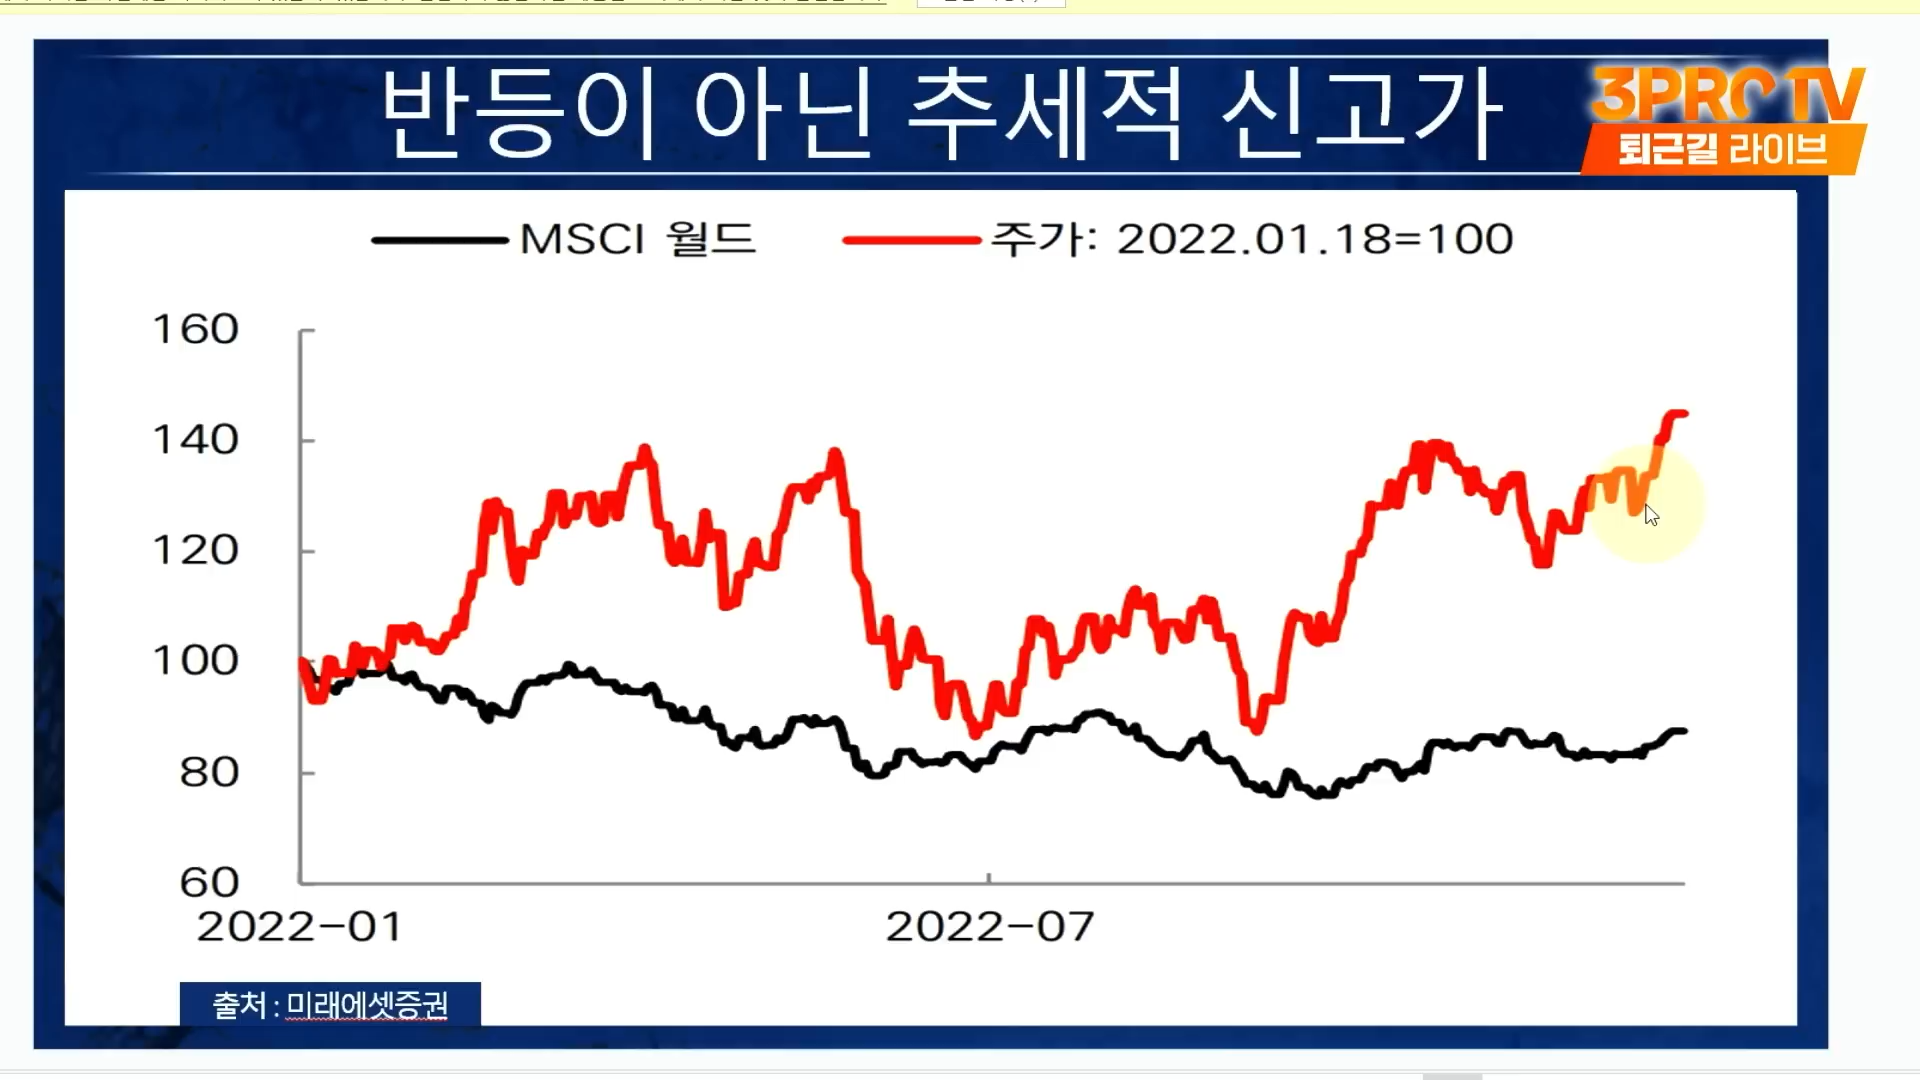 반등이 아닌 추세적 신고가
3PRO TV
퇴근길 라이브
MSCI 월드
주가: 2022.01.18=100
160
140
120
100
80
60
2022-01
2022-07
출처 : 미래에셋증권